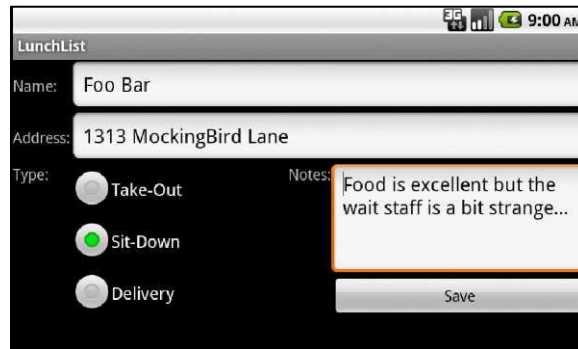 3G 9:00 AM
LunchList
Name: Foo Bar
Address: 1313 MockingBird Lane
Type: Take-Out Notes: Food is excellent but the
wait staff is a bit strange...
Sit-Down
Delivery Save